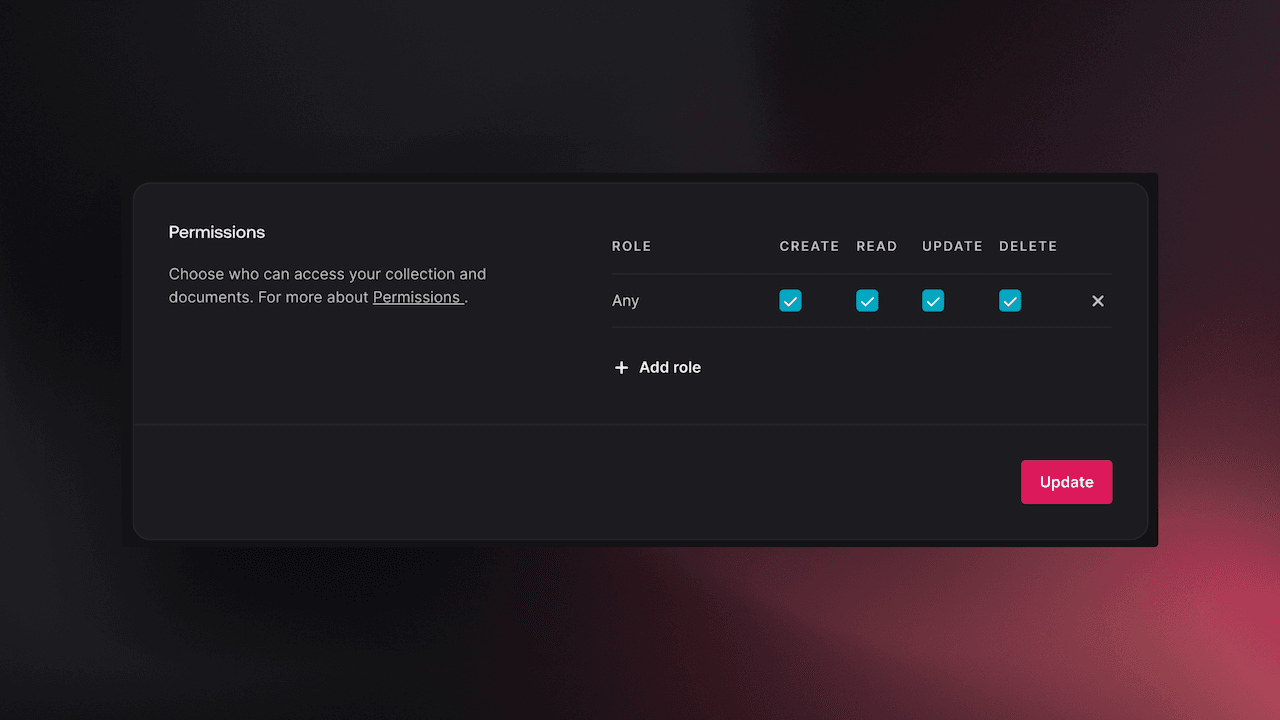 Permissions
Choose who can access your collection and
documents. For more about Permissions .
ROLE CREATE READ UPDATE DELETE
Any
Add role
Update